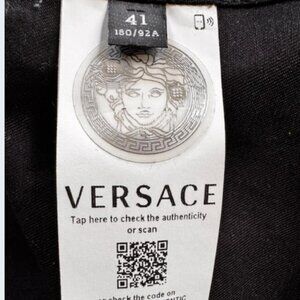 41
180/92A
VERSACE
Tap here to check the authenticity
or scan
check the code on